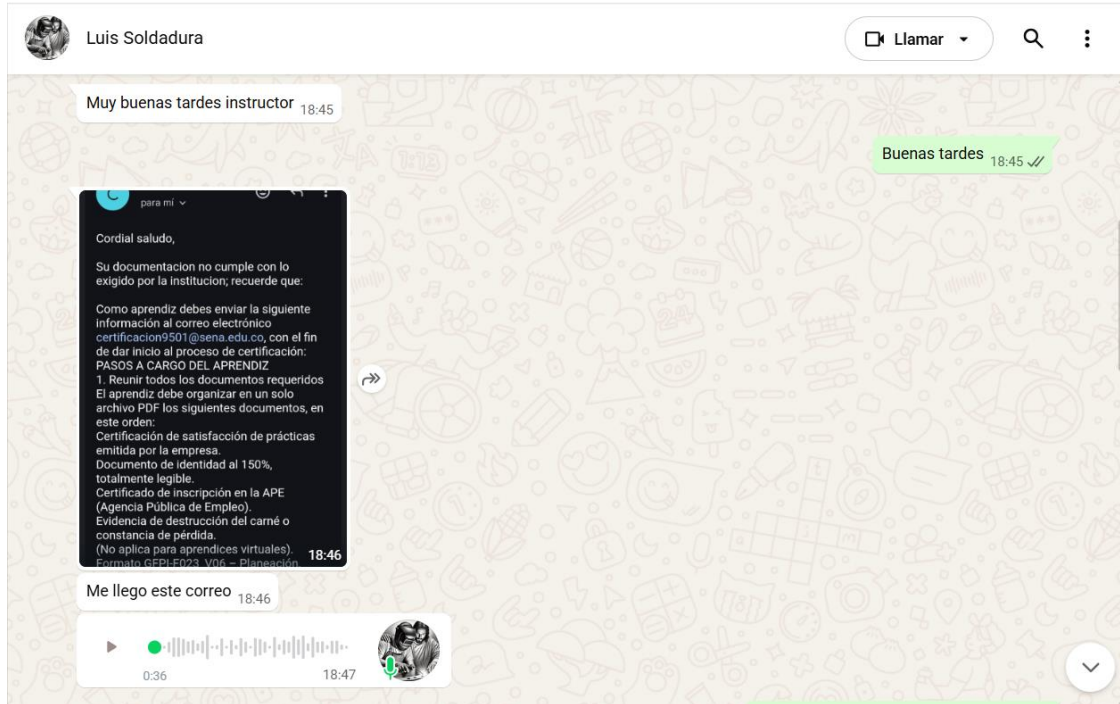 Luis Soldadura
Llamar
Muy buenas tardes instructor 18:45
Buenas tardes 18:45
C
para mí
Cordial saludo,
Su documentacion no cumple con lo
exigido por la institucion; recuerde que:
Como aprendiz debes enviar la siguiente
información al correo electrónico
certificacion9501@sena.edu.co, con el fin
de dar inicio al proceso de certificación:
PASOS A CARGO DEL APRENDIZ
1. Reunir todos los documentos requeridos
El aprendiz debe organizar en un solo
archivo PDF los siguientes documentos, en
este orden:
Certificación de satisfacción de prácticas
emitida por la empresa.
Documento de identidad al 150%,
totalmente legible.
Certificado de inscripción en la APE
(Agencia Pública de Empleo).
Evidencia de destrucción del carné o
constancia de pérdida.
(No aplica para aprendices virtuales).
18:46
Formato GFPI-F023_V06 – Planeación,
Me llego este correo 18:46
0:36 18:47